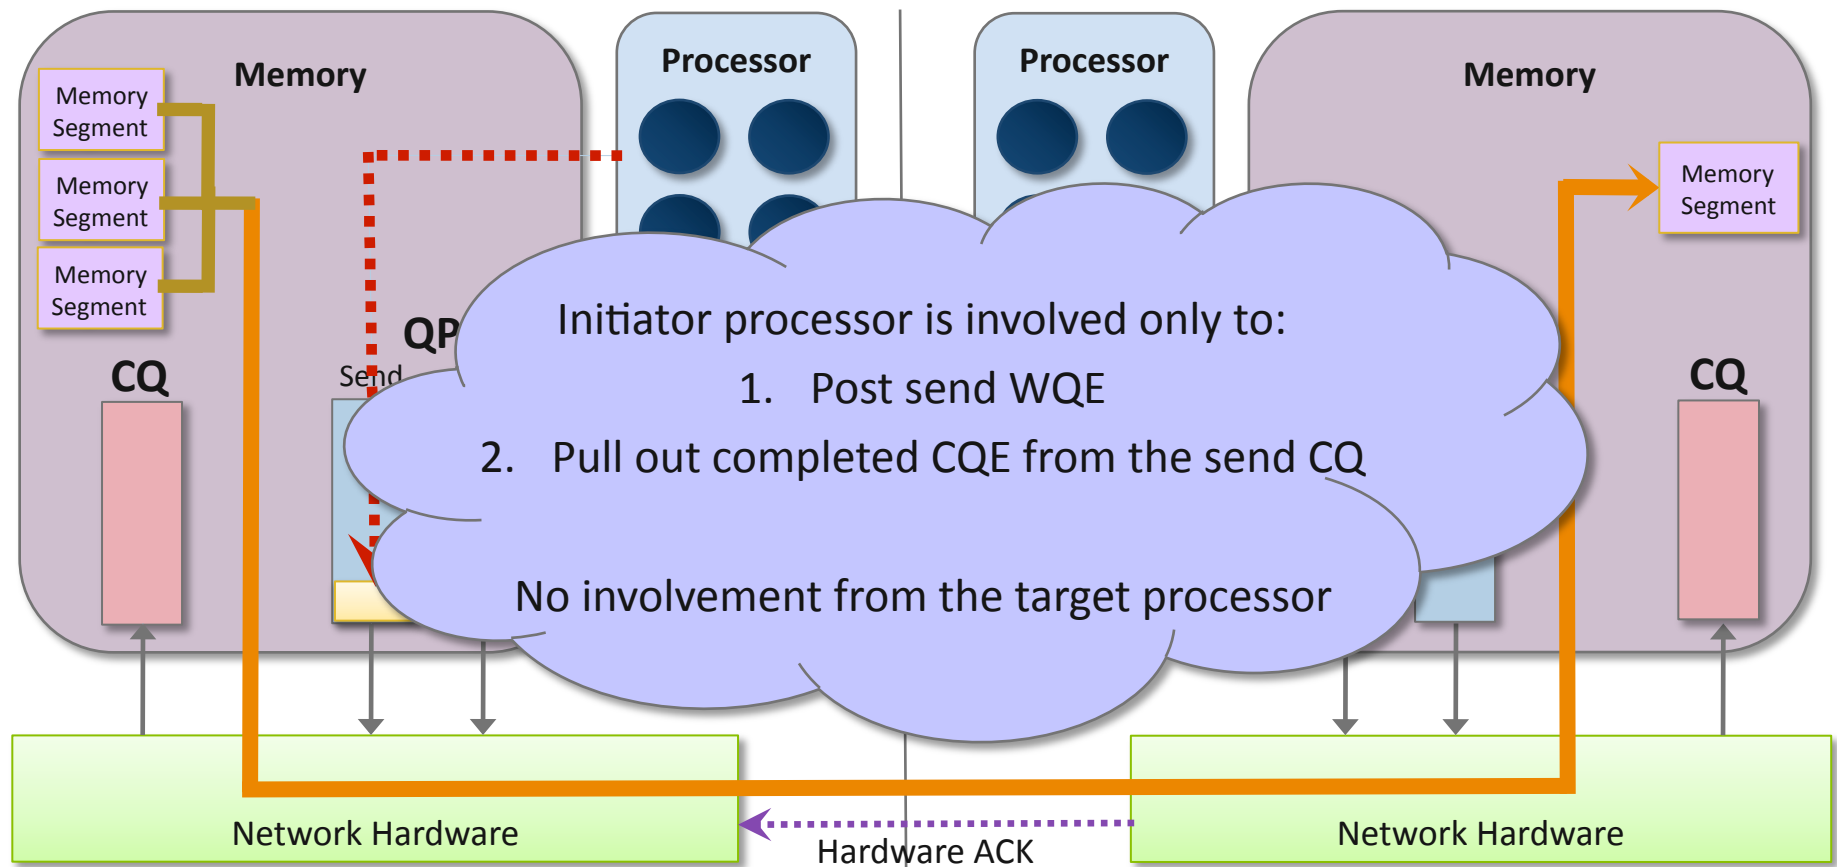 Memory
Processor
Processor
Memory
Memory
Segment
Memory
Segment
Memory
Segment
Memory
Segment
QP
CQ
Send
CQ
Initiator processor is involved only to:
1. Post send WQE
2. Pull out completed CQE from the send CQ
No involvement from the target processor
Network Hardware
Hardware ACK
Network Hardware